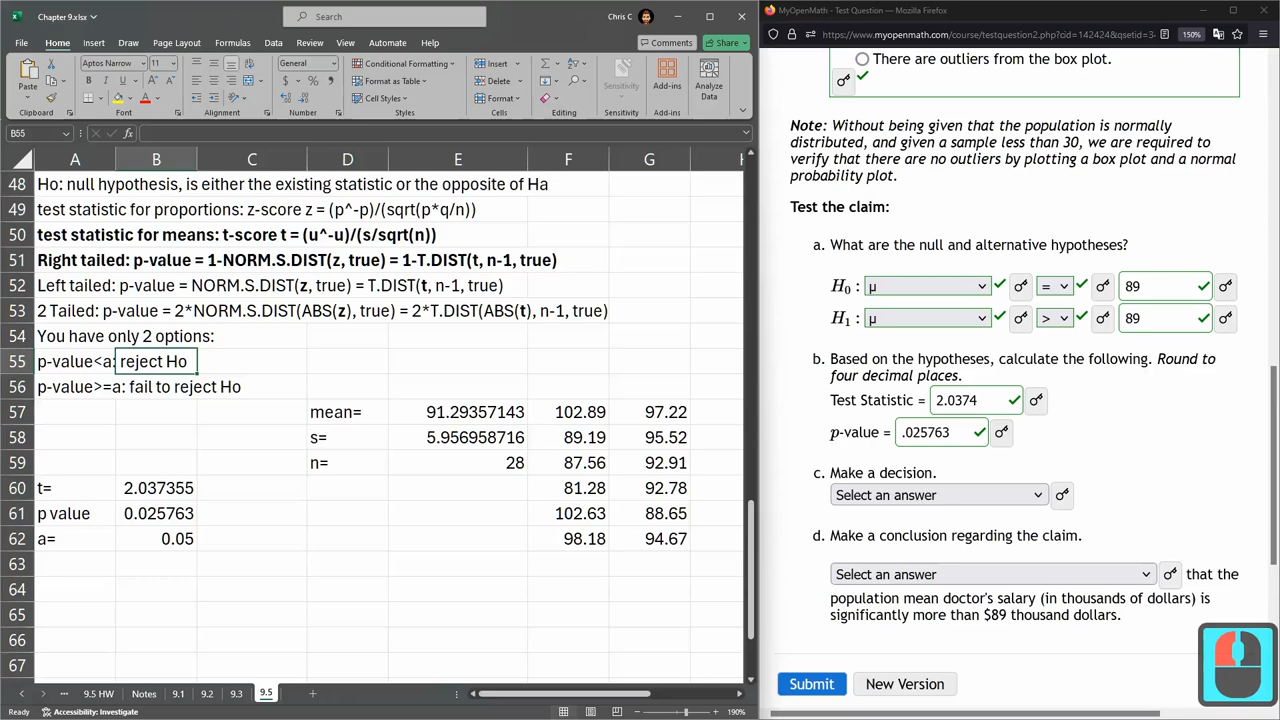 Chapter 9.xlsx
Search
Chris C
File Home Insert Draw Page Layout Formulas Data Review Automate Help
Comments Share
Paste
Aptos Narrow 14
General
Conditional Formatting
Format as Table
Cell Styles
Insert
Delete
Format
Sensitivity
Add-ins
Analyze Data
Clipboard Font Alignment Number Styles Cells Editing Sensitivity Add-ins
B55
fx
A B C D E F G H
48 Ho: null hypothesis, is either the existing statistic or the opposite of Ha
49 test statistic for proportions: z-score z = (p^-p)/(sqrt(p*q/n))
50 test statistic for means: t-score t = (u^-u)/(s/sqrt(n))
51 Right tailed: p-value = 1-NORM.S.DIST(z, true) = 1-T.DIST(t, n-1, true)
52 Left tailed: p-value = NORM.S.DIST(z, true) = T.DIST(t, n-1, true)
53 2 Tailed: p-value = 2*NORM.S.DIST(ABS(z), true) = 2*T.DIST(ABS(t), n-1, true)
54 You have only 2 options:
55 p-value<a: reject Ho
56 p-value>=a: fail to reject Ho
57 mean= 91.29357143 102.89 97.22
58 s= 5.956958716 89.19 95.52
59 n= 28 87.56 92.91
60 t= 2.037355 81.28 92.78
61 p value 0.025763 102.63 88.65
62 a= 0.05 98.18 94.67
63
64
65
66
67
... 9.5 HW Notes 9.1 9.2 9.3 9.5
Ready Accessibility: Investigate
190%
MyOpenMath - Test Question — Mozilla Firefox
https://www.myopenmath.com/course/testquestion2.php?cid=142424&qsetid=3
150%
There are outliers from the box plot.
Note: Without being given that the population is normally
distributed, and given a sample less than 30, we are required to
verify that there are no outliers by plotting a box plot and a normal
probability plot.
Test the claim:
a. What are the null and alternative hypotheses?
H0 : μ = 89
H1 : μ > 89
b. Based on the hypotheses, calculate the following. Round to
four decimal places.
Test Statistic = 2.0374
p-value = .025763
c. Make a decision.
Select an answer
d. Make a conclusion regarding the claim.
Select an answer that the
population mean doctor's salary (in thousands of dollars) is
significantly more than $89 thousand dollars.
Submit New Version